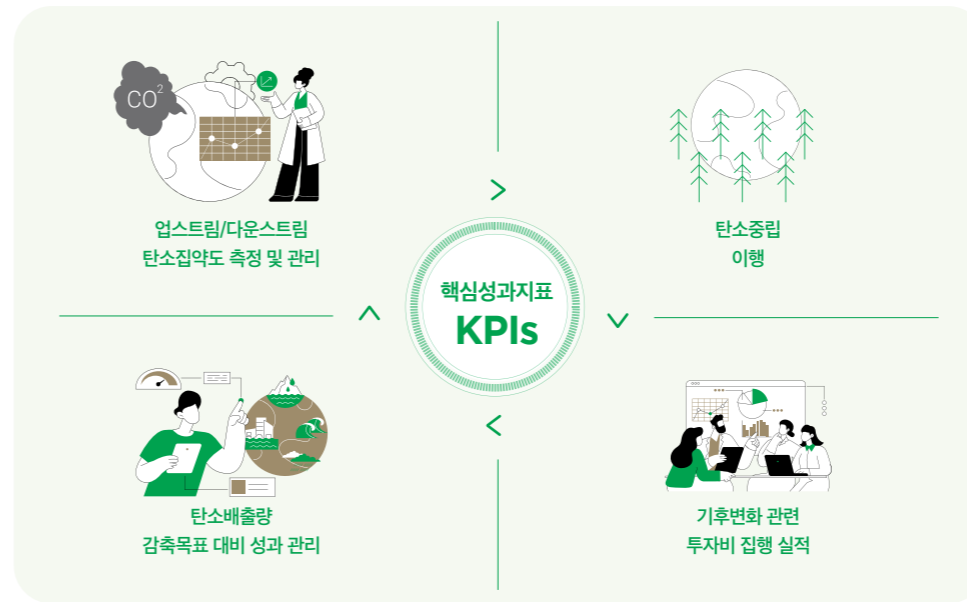 CO²
업스트림/다운스트림
탄소집약도 측정 및 관리
탄소중립
이행
핵심성과지표
KPIs
탄소배출량
감축목표 대비 성과 관리
기후변화 관련
투자비 집행 실적